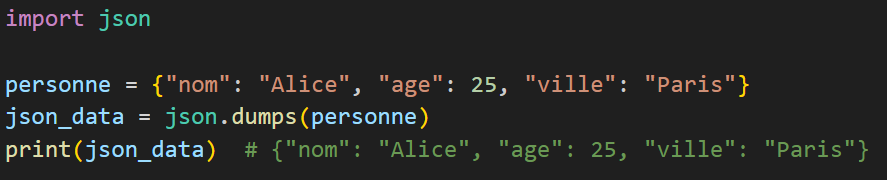 import json
personne = {"nom": "Alice", "age": 25, "ville": "Paris"}
json_data = json.dumps(personne)
print(json_data)  # {"nom": "Alice", "age": 25, "ville": "Paris"}